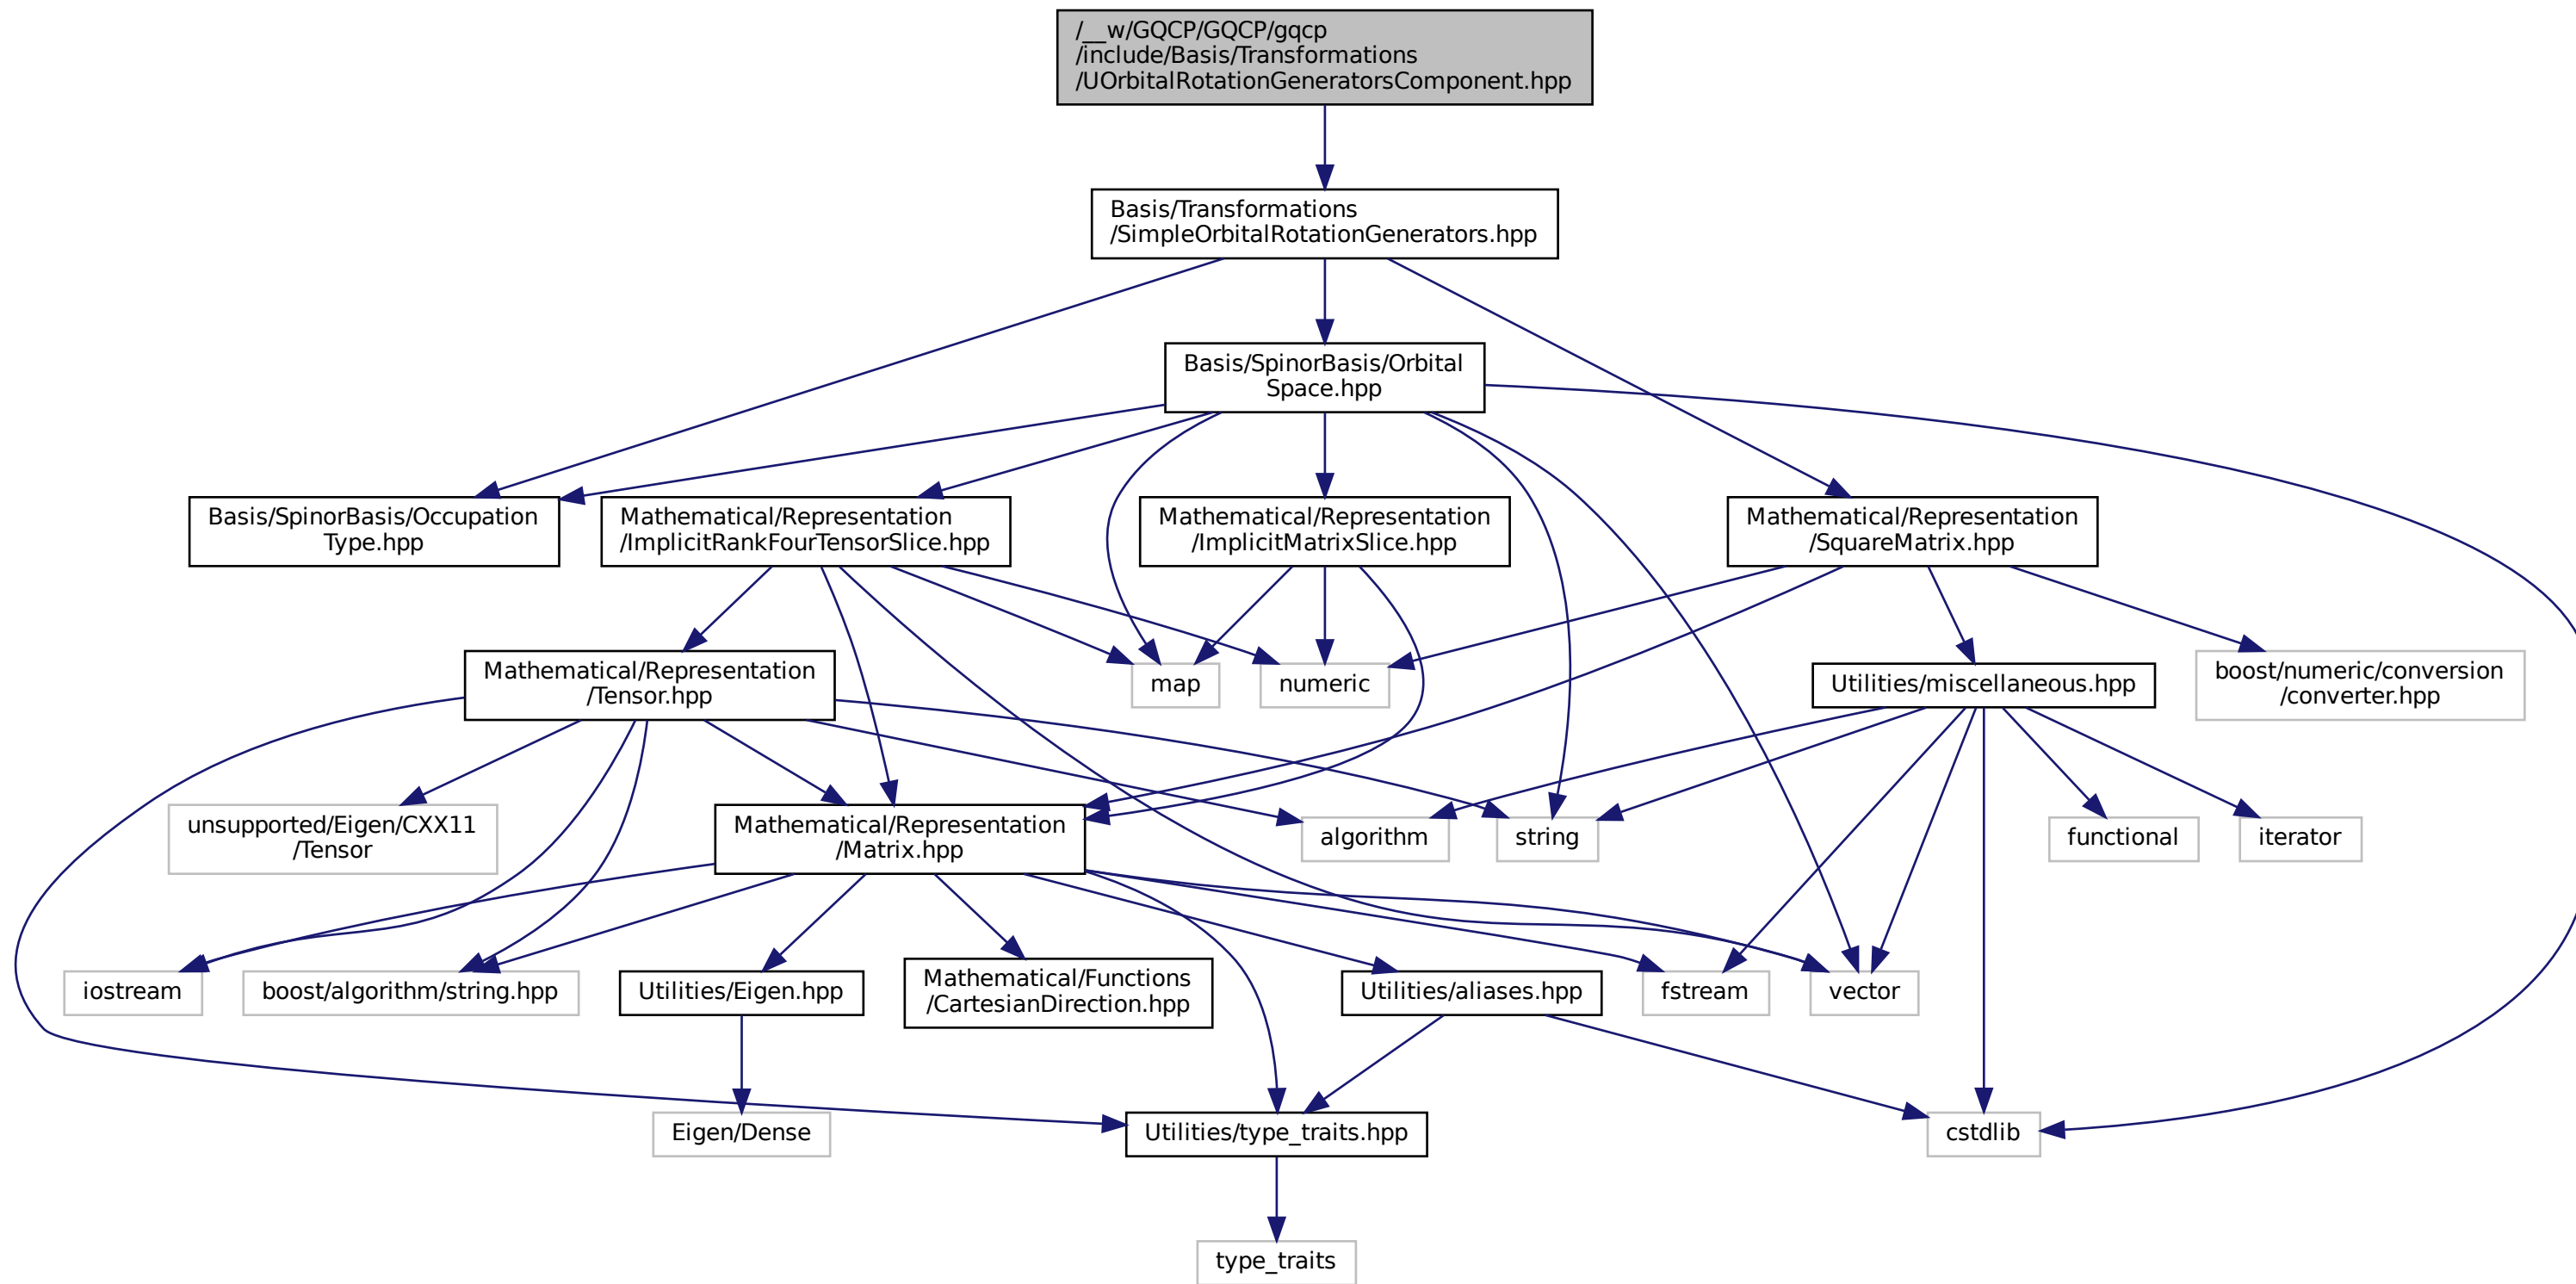 /__w/GQCP/GQCP/gqcp
/include/Basis/Transformations
/UOrbitalRotationGeneratorsComponent.hpp
Basis/Transformations
/SimpleOrbitalRotationGenerators.hpp
Basis/SpinorBasis/Orbital
Space.hpp
Basis/SpinorBasis/Occupation
Type.hpp
Mathematical/Representation
/ImplicitRankFourTensorSlice.hpp
Mathematical/Representation
/ImplicitMatrixSlice.hpp
Mathematical/Representation
/SquareMatrix.hpp
Mathematical/Representation
/Tensor.hpp
map
numeric
Utilities/miscellaneous.hpp
boost/numeric/conversion
/converter.hpp
unsupported/Eigen/CXX11
/Tensor
Mathematical/Representation
/Matrix.hpp
algorithm
string
functional
iterator
iostream
boost/algorithm/string.hpp
Utilities/Eigen.hpp
Mathematical/Functions
/CartesianDirection.hpp
Utilities/aliases.hpp
fstream
vector
Eigen/Dense
Utilities/type_traits.hpp
cstdlib
type_traits